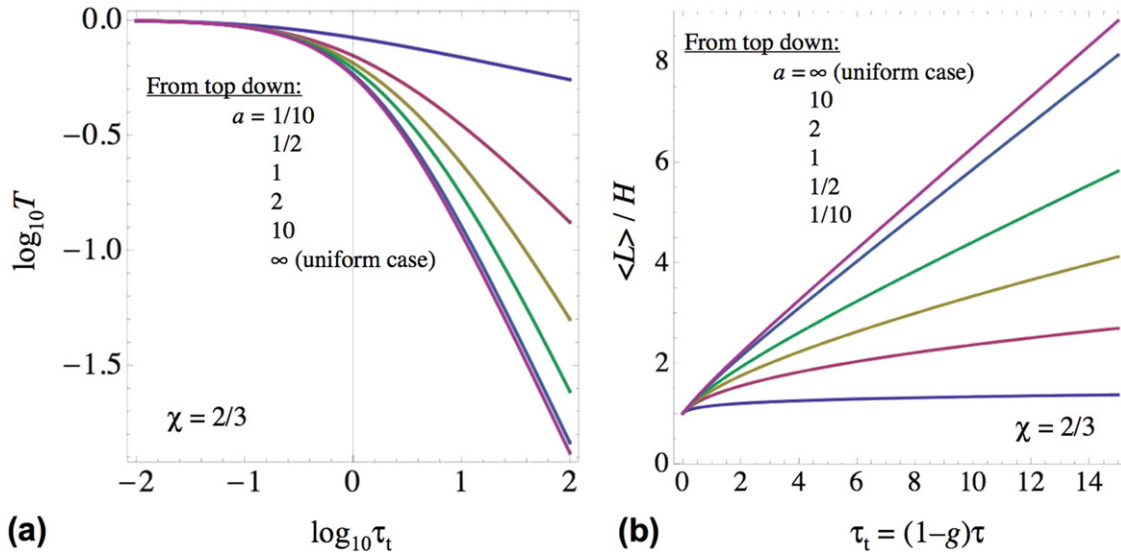 0.0
−0.5
−1.0
−1.5
log₁₀T
From top down:
a = 1/10
1/2
1
2
10
∞ (uniform case)
χ = 2/3
−2
−1
0
1
2
log₁₀τₜ
(a)
8
6
4
2
0
<L> / H
From top down:
a = ∞ (uniform case)
10
2
1
1/2
1/10
χ = 2/3
0
2
4
6
8
10
12
14
τₜ = (1–g)τ
(b)